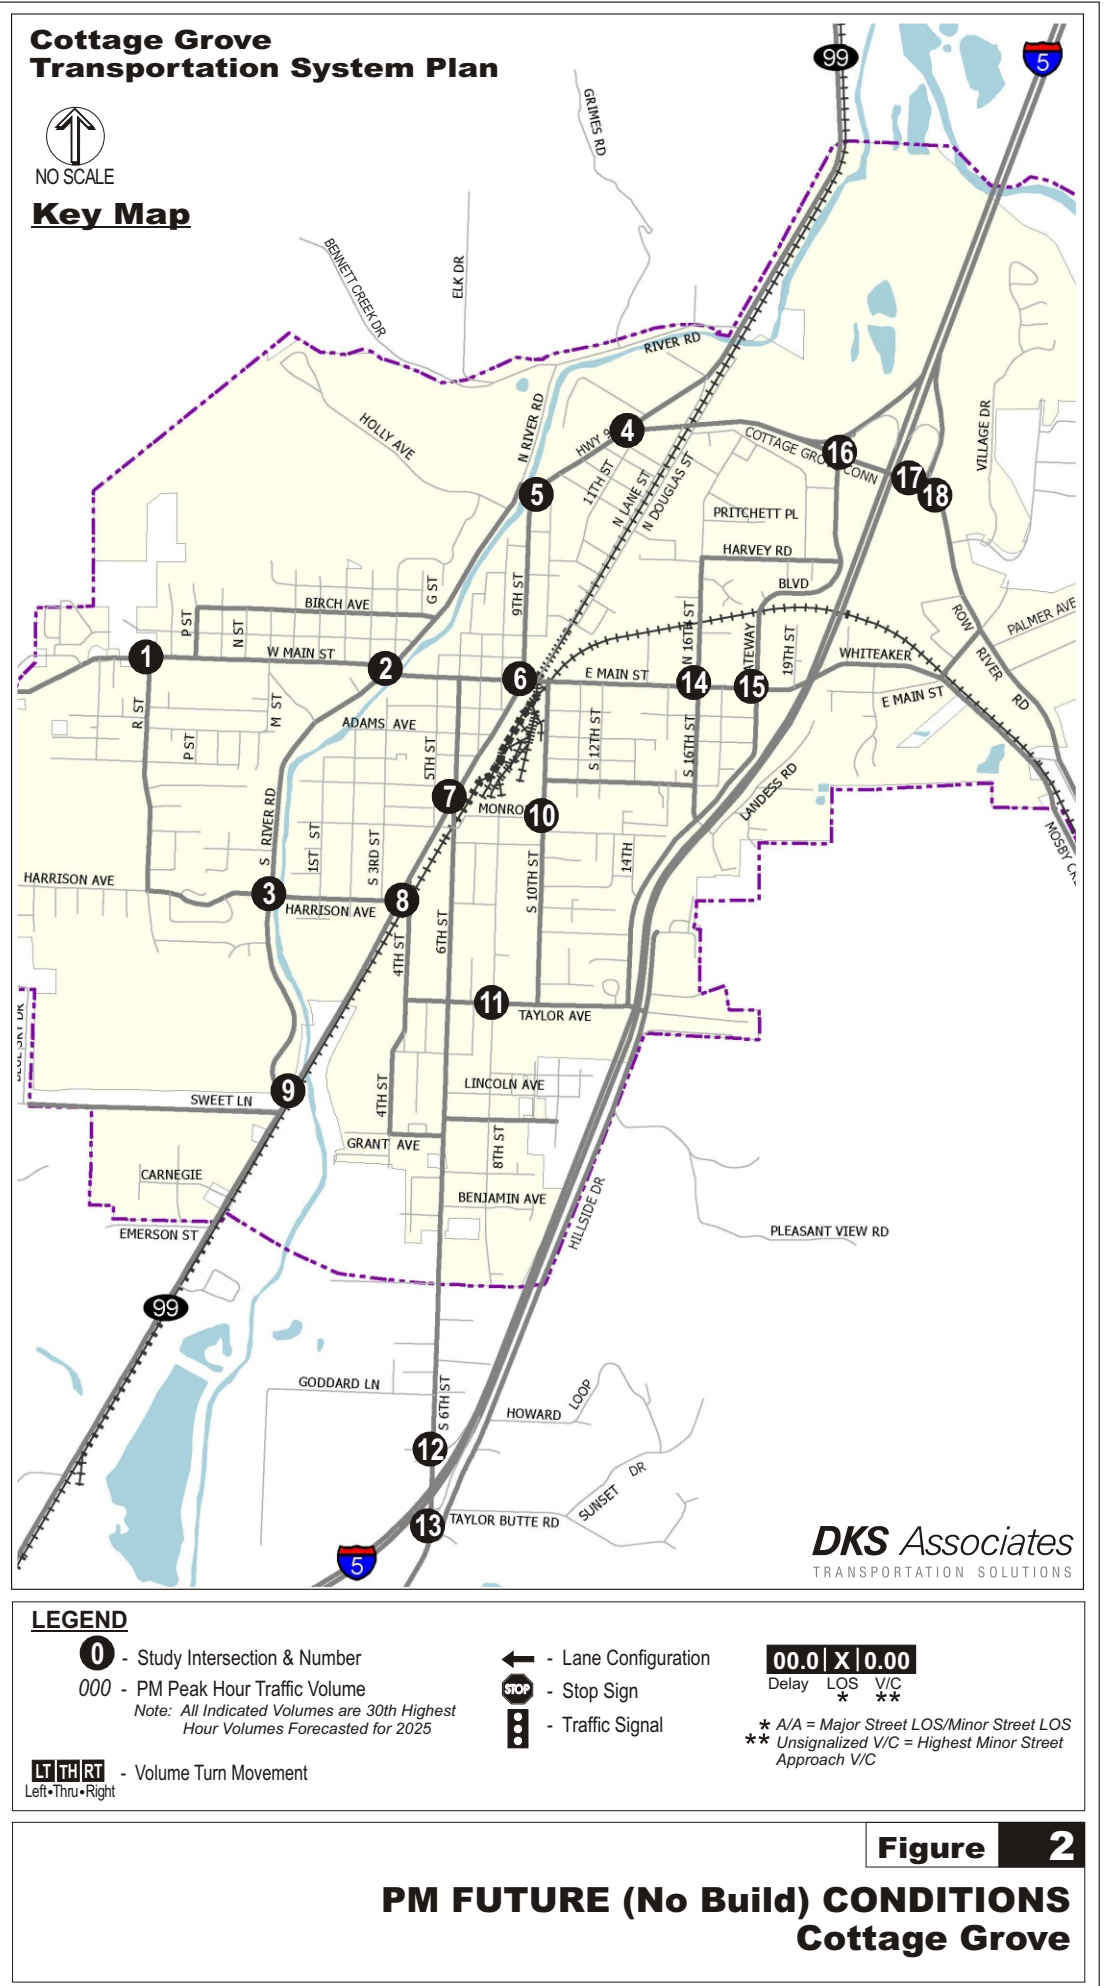 Cottage Grove
Transportation System Plan
NO SCALE
Key Map
99
5
GRIMES RD
BENNETT CREEK DR
ELK DR
RIVER RD
HOLLY AVE
N RIVER RD
HWY 9
4
COTTAGE GRO
CONN
16
17
18
VILLAGE DR
5
11TH ST
N LANE ST
N DOUGLAS ST
PRITCHETT PL
HARVEY RD
BLVD
9TH ST
G ST
BIRCH AVE
P ST
N ST
W MAIN ST
1
2
6
E MAIN ST
N 16TH ST
14
ATEWAY
15
19TH ST
WHITEAKER
E MAIN ST
ROW
RIVER
RD
PALMER AVE
R ST
M ST
P ST
ADAMS AVE
5TH ST
S 12TH ST
S 16TH ST
LANDESS RD
7
MONRO
10
14TH
MOSBY
S RIVER RD
1ST ST
S 3RD ST
S 10TH ST
HARRISON AVE
3
HARRISON AVE
8
4TH ST
6TH ST
11
TAYLOR AVE
9
SWEET LN
LINCOLN AVE
4TH ST
GRANT AVE
8TH ST
CARNEGIE
BENJAMIN AVE
HILLSIDE DR
EMERSON ST
PLEASANT VIEW RD
99
GODDARD LN
S 6TH ST
HOWARD
LOOP
12
SUNSET DR
13
TAYLOR BUTTE RD
5
DKS Associates
TRANSPORTATION SOLUTIONS
LEGEND
0 - Study Intersection & Number
000 - PM Peak Hour Traffic Volume
Note: All Indicated Volumes are 30th Highest
Hour Volumes Forecasted for 2025
LT TH RT - Volume Turn Movement
Left•Thru•Right
- Lane Configuration
STOP - Stop Sign
- Traffic Signal
00.0 X 0.00
Delay LOS V/C
* **
* A/A = Major Street LOS/Minor Street LOS
** Unsignalized V/C = Highest Minor Street
Approach V/C
Figure 2
PM FUTURE (No Build) CONDITIONS
Cottage Grove